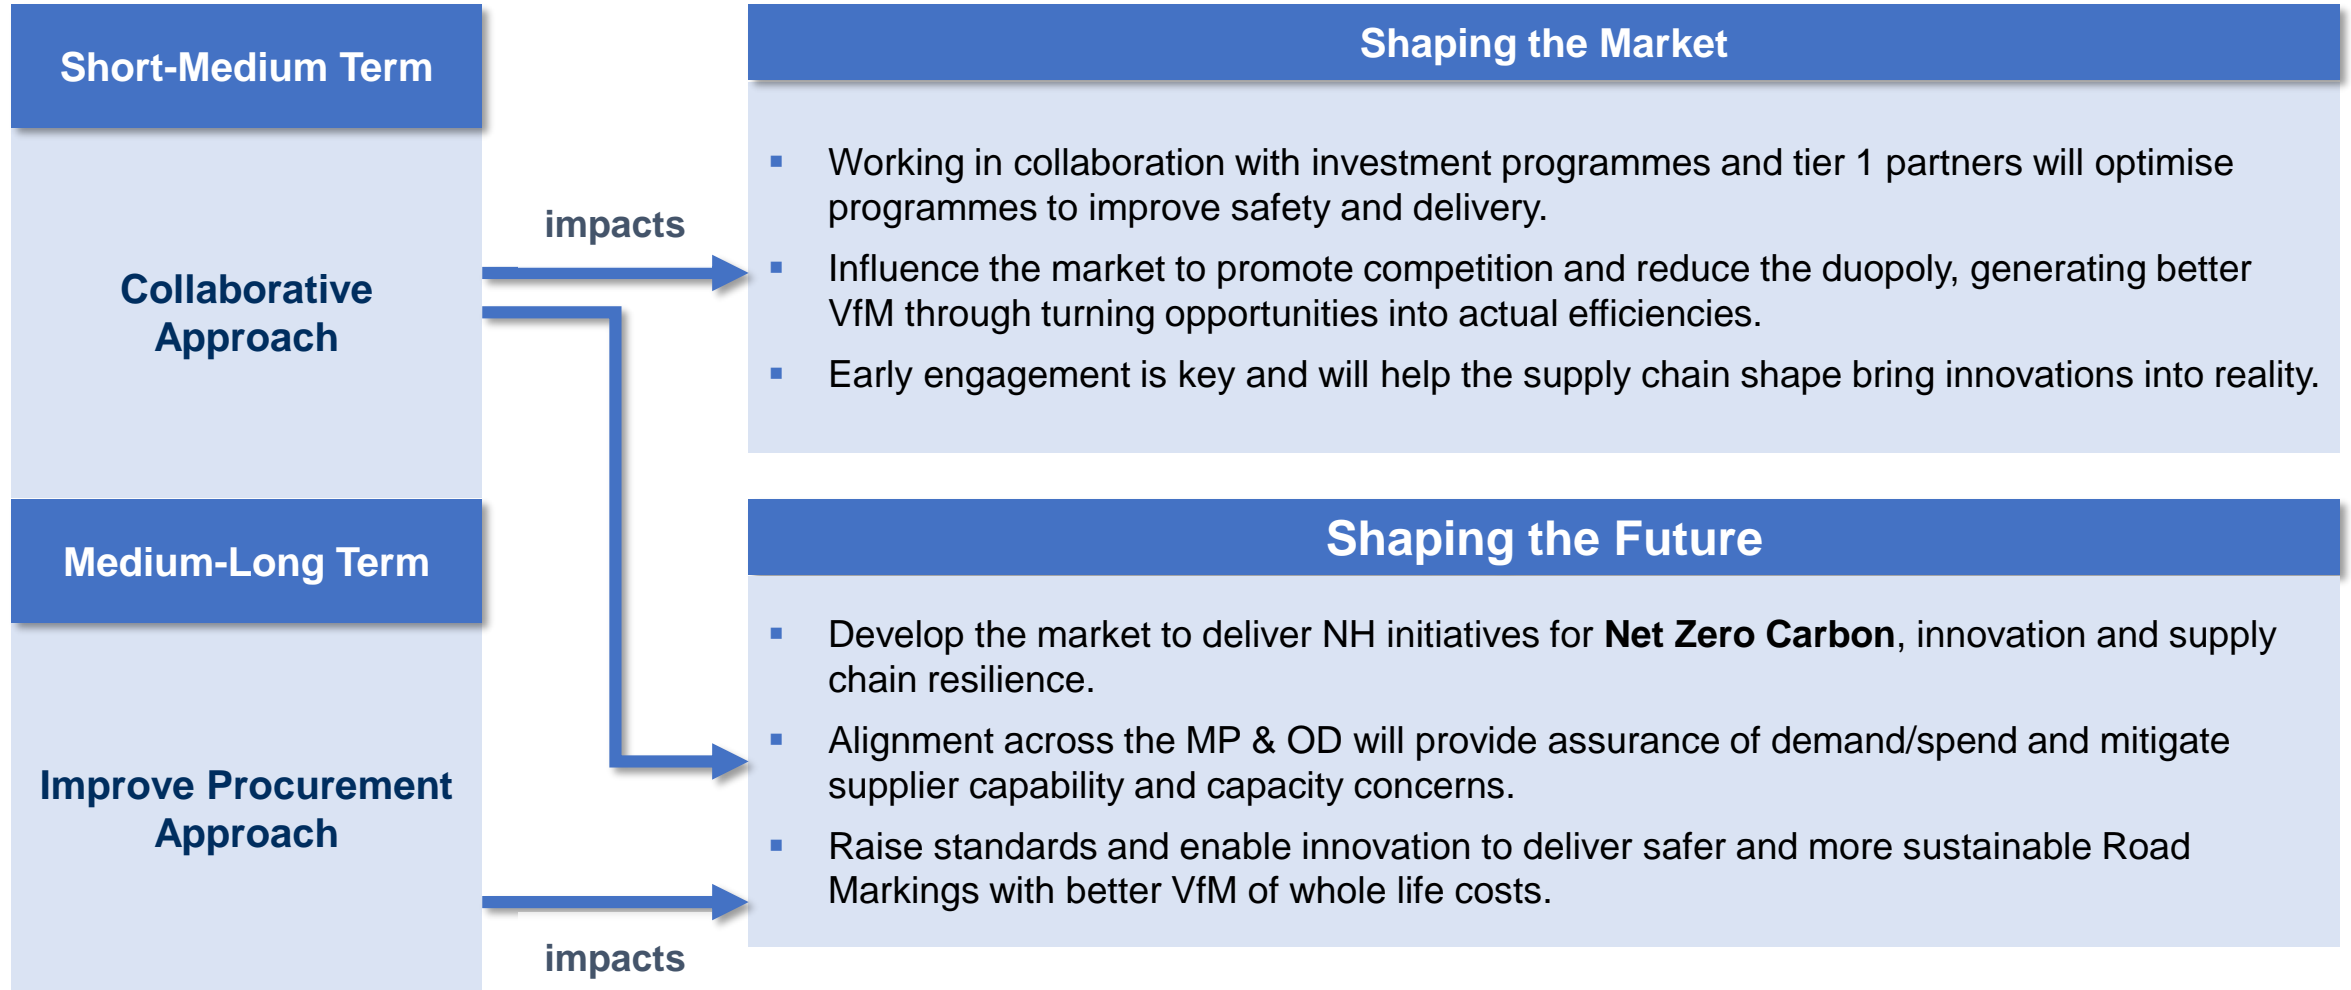 Short-Medium Term
Collaborative
Approach
impacts
Shaping the Market
▪ Working in collaboration with investment programmes and tier 1 partners will optimise
programmes to improve safety and delivery.
▪ Influence the market to promote competition and reduce the duopoly, generating better
VfM through turning opportunities into actual efficiencies.
▪ Early engagement is key and will help the supply chain shape bring innovations into reality.
Medium-Long Term
Improve Procurement
Approach
impacts
Shaping the Future
▪ Develop the market to deliver NH initiatives for Net Zero Carbon, innovation and supply
chain resilience.
▪ Alignment across the MP & OD will provide assurance of demand/spend and mitigate
supplier capability and capacity concerns.
▪ Raise standards and enable innovation to deliver safer and more sustainable Road
Markings with better VfM of whole life costs.